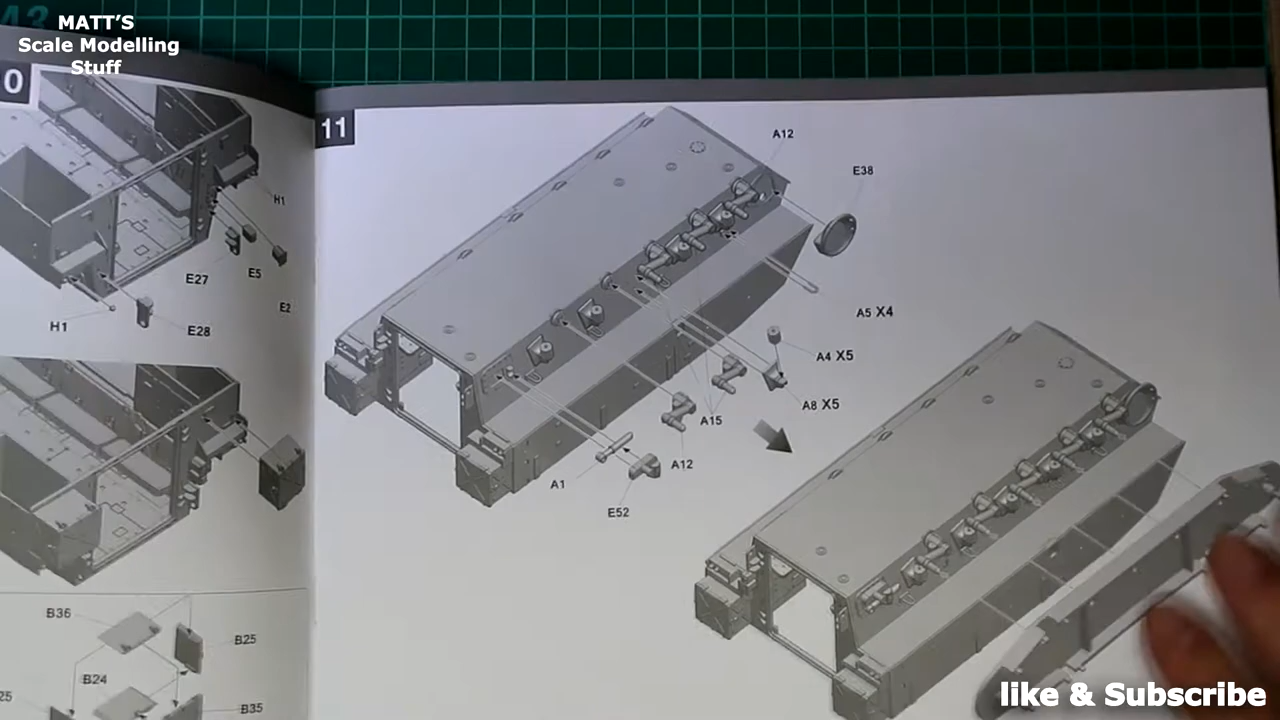 MATT'S
Scale Modelling
Stuff
0
H1
E27
E5
E2
H1
E28
B36
B25
B24
25
B35
11
A12
E38
A5 X4
A4 X5
A8 X5
A15
A12
A1
E52
like & Subscribe